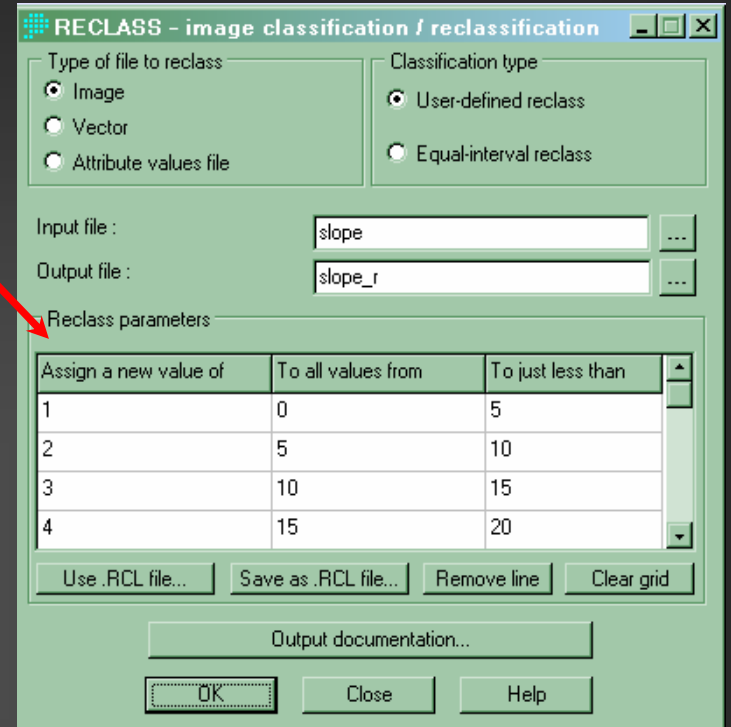 RECLASS - image classification / reclassification
Type of file to reclass
Image
Vector
Attribute values file
Classification type
User-defined reclass
Equal-interval reclass
Input file :
slope
...
Output file :
slope_r
...
Reclass parameters
Assign a new value of To all values from To just less than
1 0 5
2 5 10
3 10 15
4 15 20
Use .RCL file... Save as .RCL file... Remove line Clear grid
Output documentation...
OK Close Help